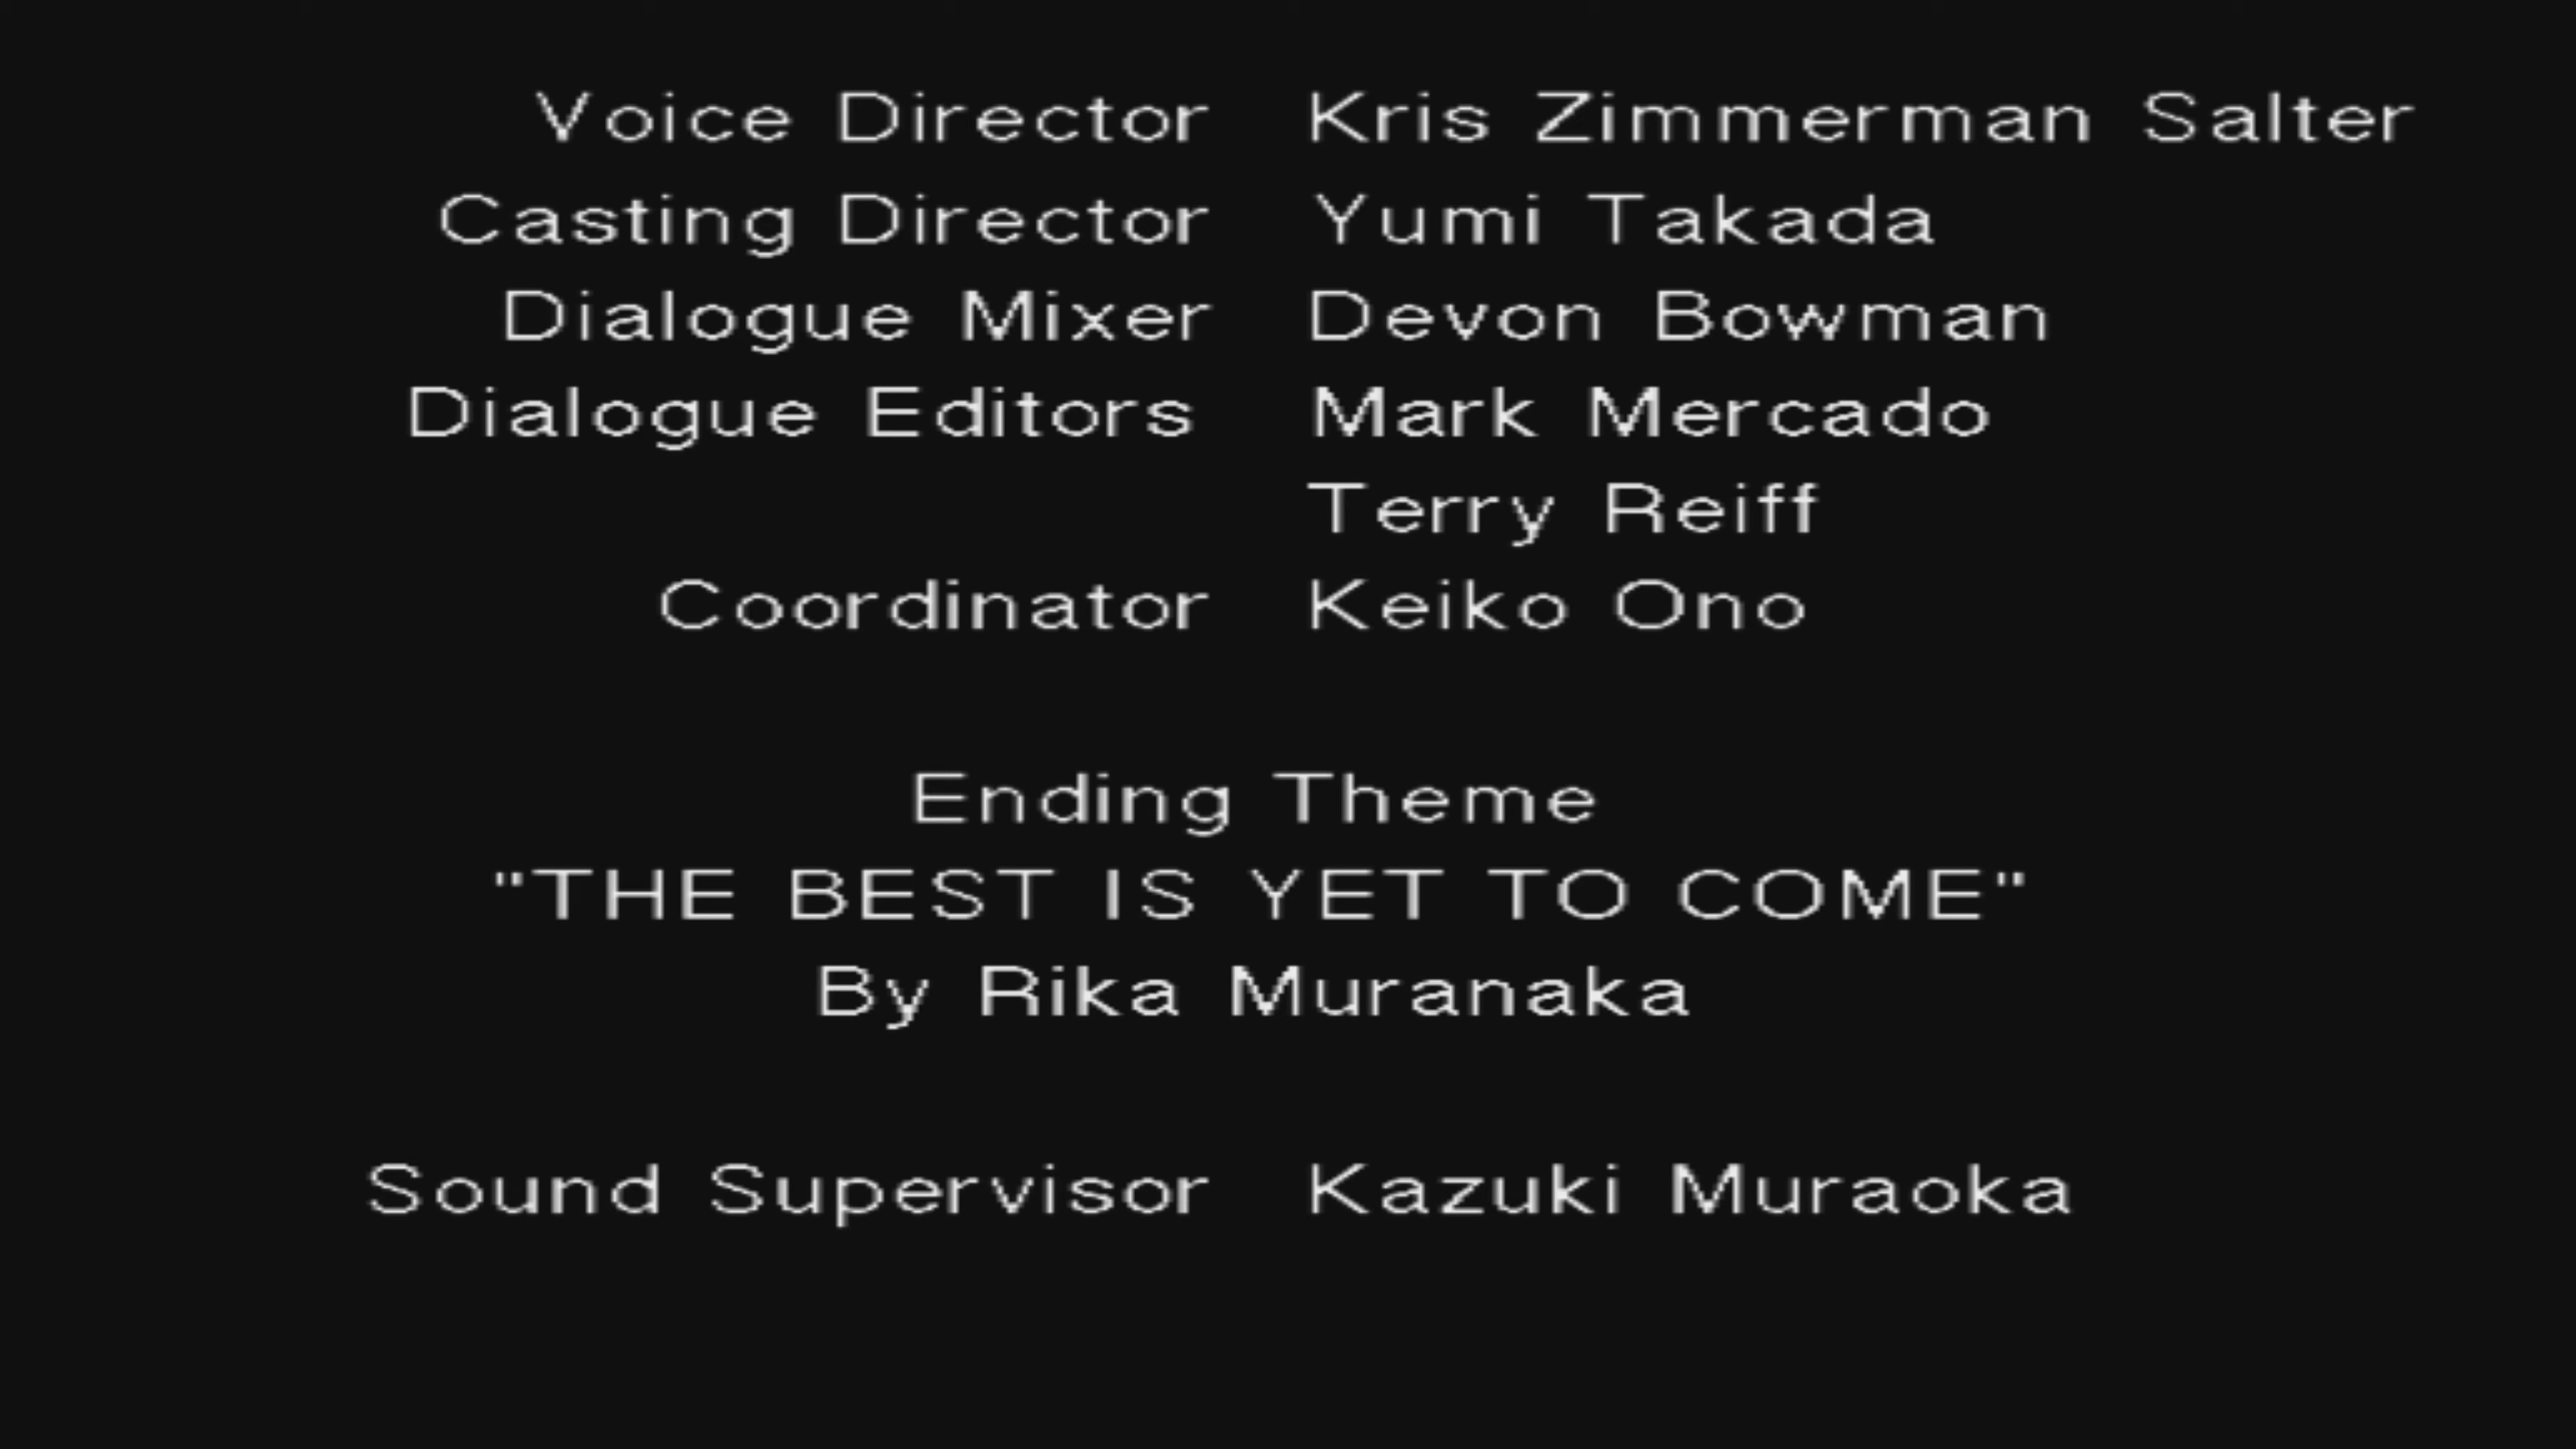 Voice Director Kris Zimmerman Salter
Casting Director Yumi Takada
Dialogue Mixer Devon Bowman
Dialogue Editors Mark Mercado
Terry Reiff
Coordinator Keiko Ono
Ending Theme
"THE BEST IS YET TO COME"
By Rika Muranaka
Sound Supervisor Kazuki Muraoka